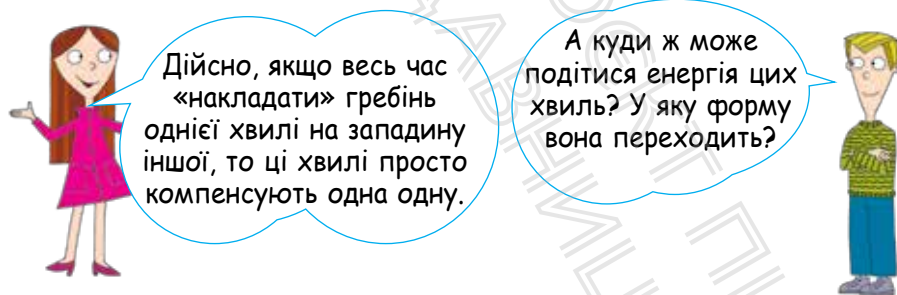 Дійсно, якщо весь час
«накладати» гребінь
однієї хвилі на западину
іншої, то ці хвилі просто
компенсують одна одну.
А куди ж може
подітися енергія цих
хвиль? У яку форму
вона переходить?